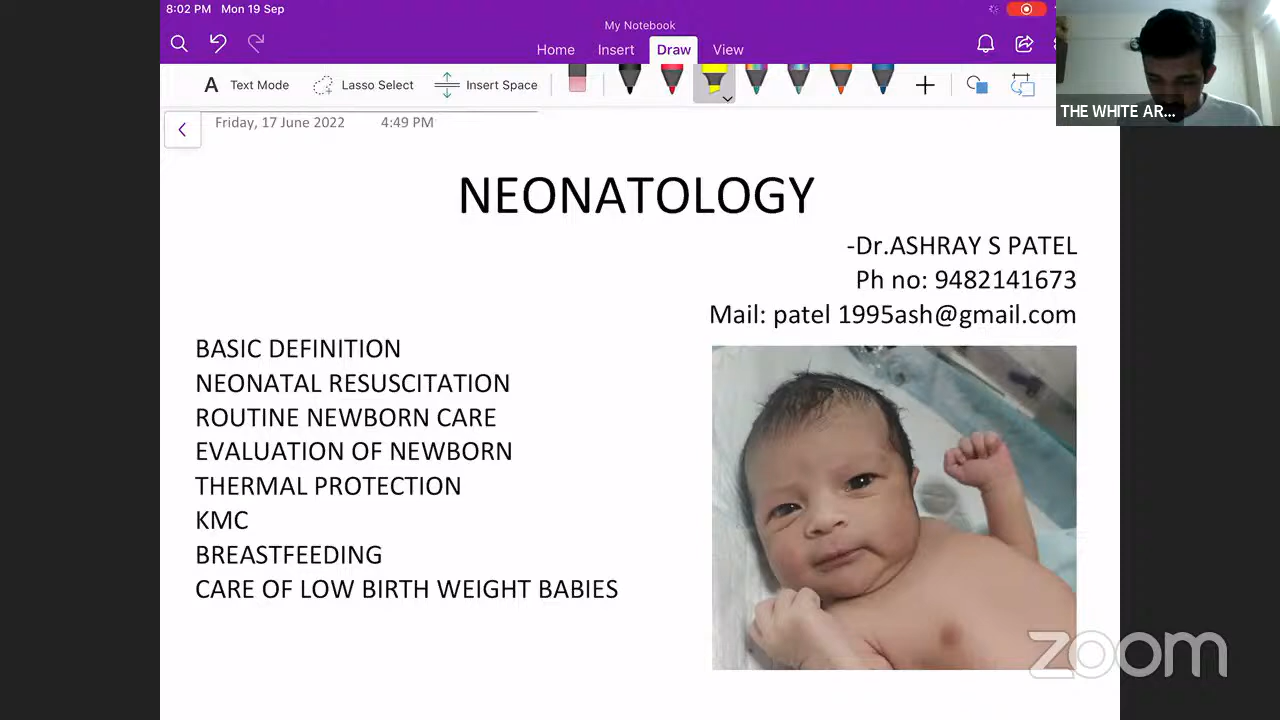 8:02 PM Mon 19 Sep
My Notebook
Home Insert Draw View
A Text Mode Lasso Select Insert Space
THE WHITE AR...
Friday, 17 June 2022 4:49 PM
NEONATOLOGY
-Dr.ASHRAY S PATEL
Ph no: 9482141673
Mail: patel 1995ash@gmail.com
BASIC DEFINITION
NEONATAL RESUSCITATION
ROUTINE NEWBORN CARE
EVALUATION OF NEWBORN
THERMAL PROTECTION
KMC
BREASTFEEDING
CARE OF LOW BIRTH WEIGHT BABIES
zoom